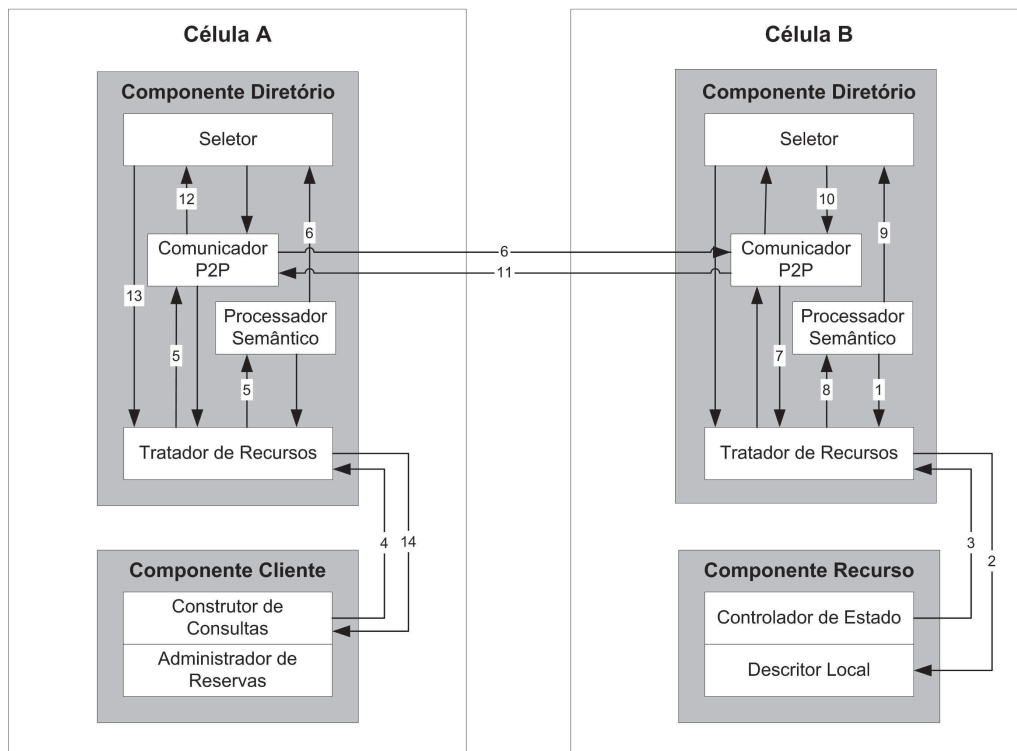 Célula A
Componente Diretório
Seletor
12
6
Comunicador
P2P
13
Processador
Semântico
5
5
Tratador de Recursos
4
14
Componente Cliente
Construtor de
Consultas
Administrador de
Reservas
6
11
Célula B
Componente Diretório
Seletor
10
9
Comunicador
P2P
Processador
Semântico
7
8
1
Tratador de Recursos
3
2
Componente Recurso
Controlador de Estado
Descritor Local